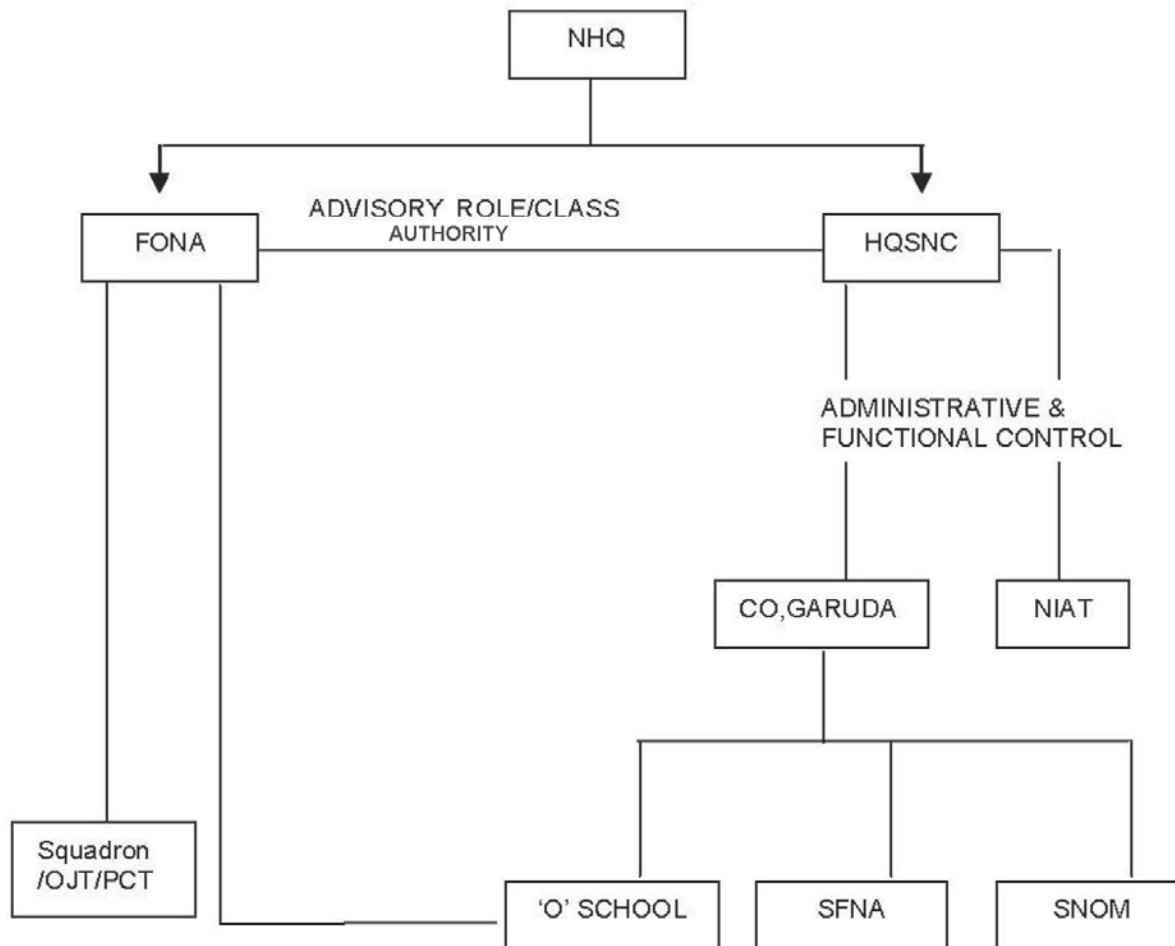 NHQ
ADVISORY ROLE/CLASS
AUTHORITY
FONA
HQSNC
ADMINISTRATIVE &
FUNCTIONAL CONTROL
CO,GARUDA
NIAT
Squadron
/OJT/PCT
‘O’ SCHOOL
SFNA
SNOM